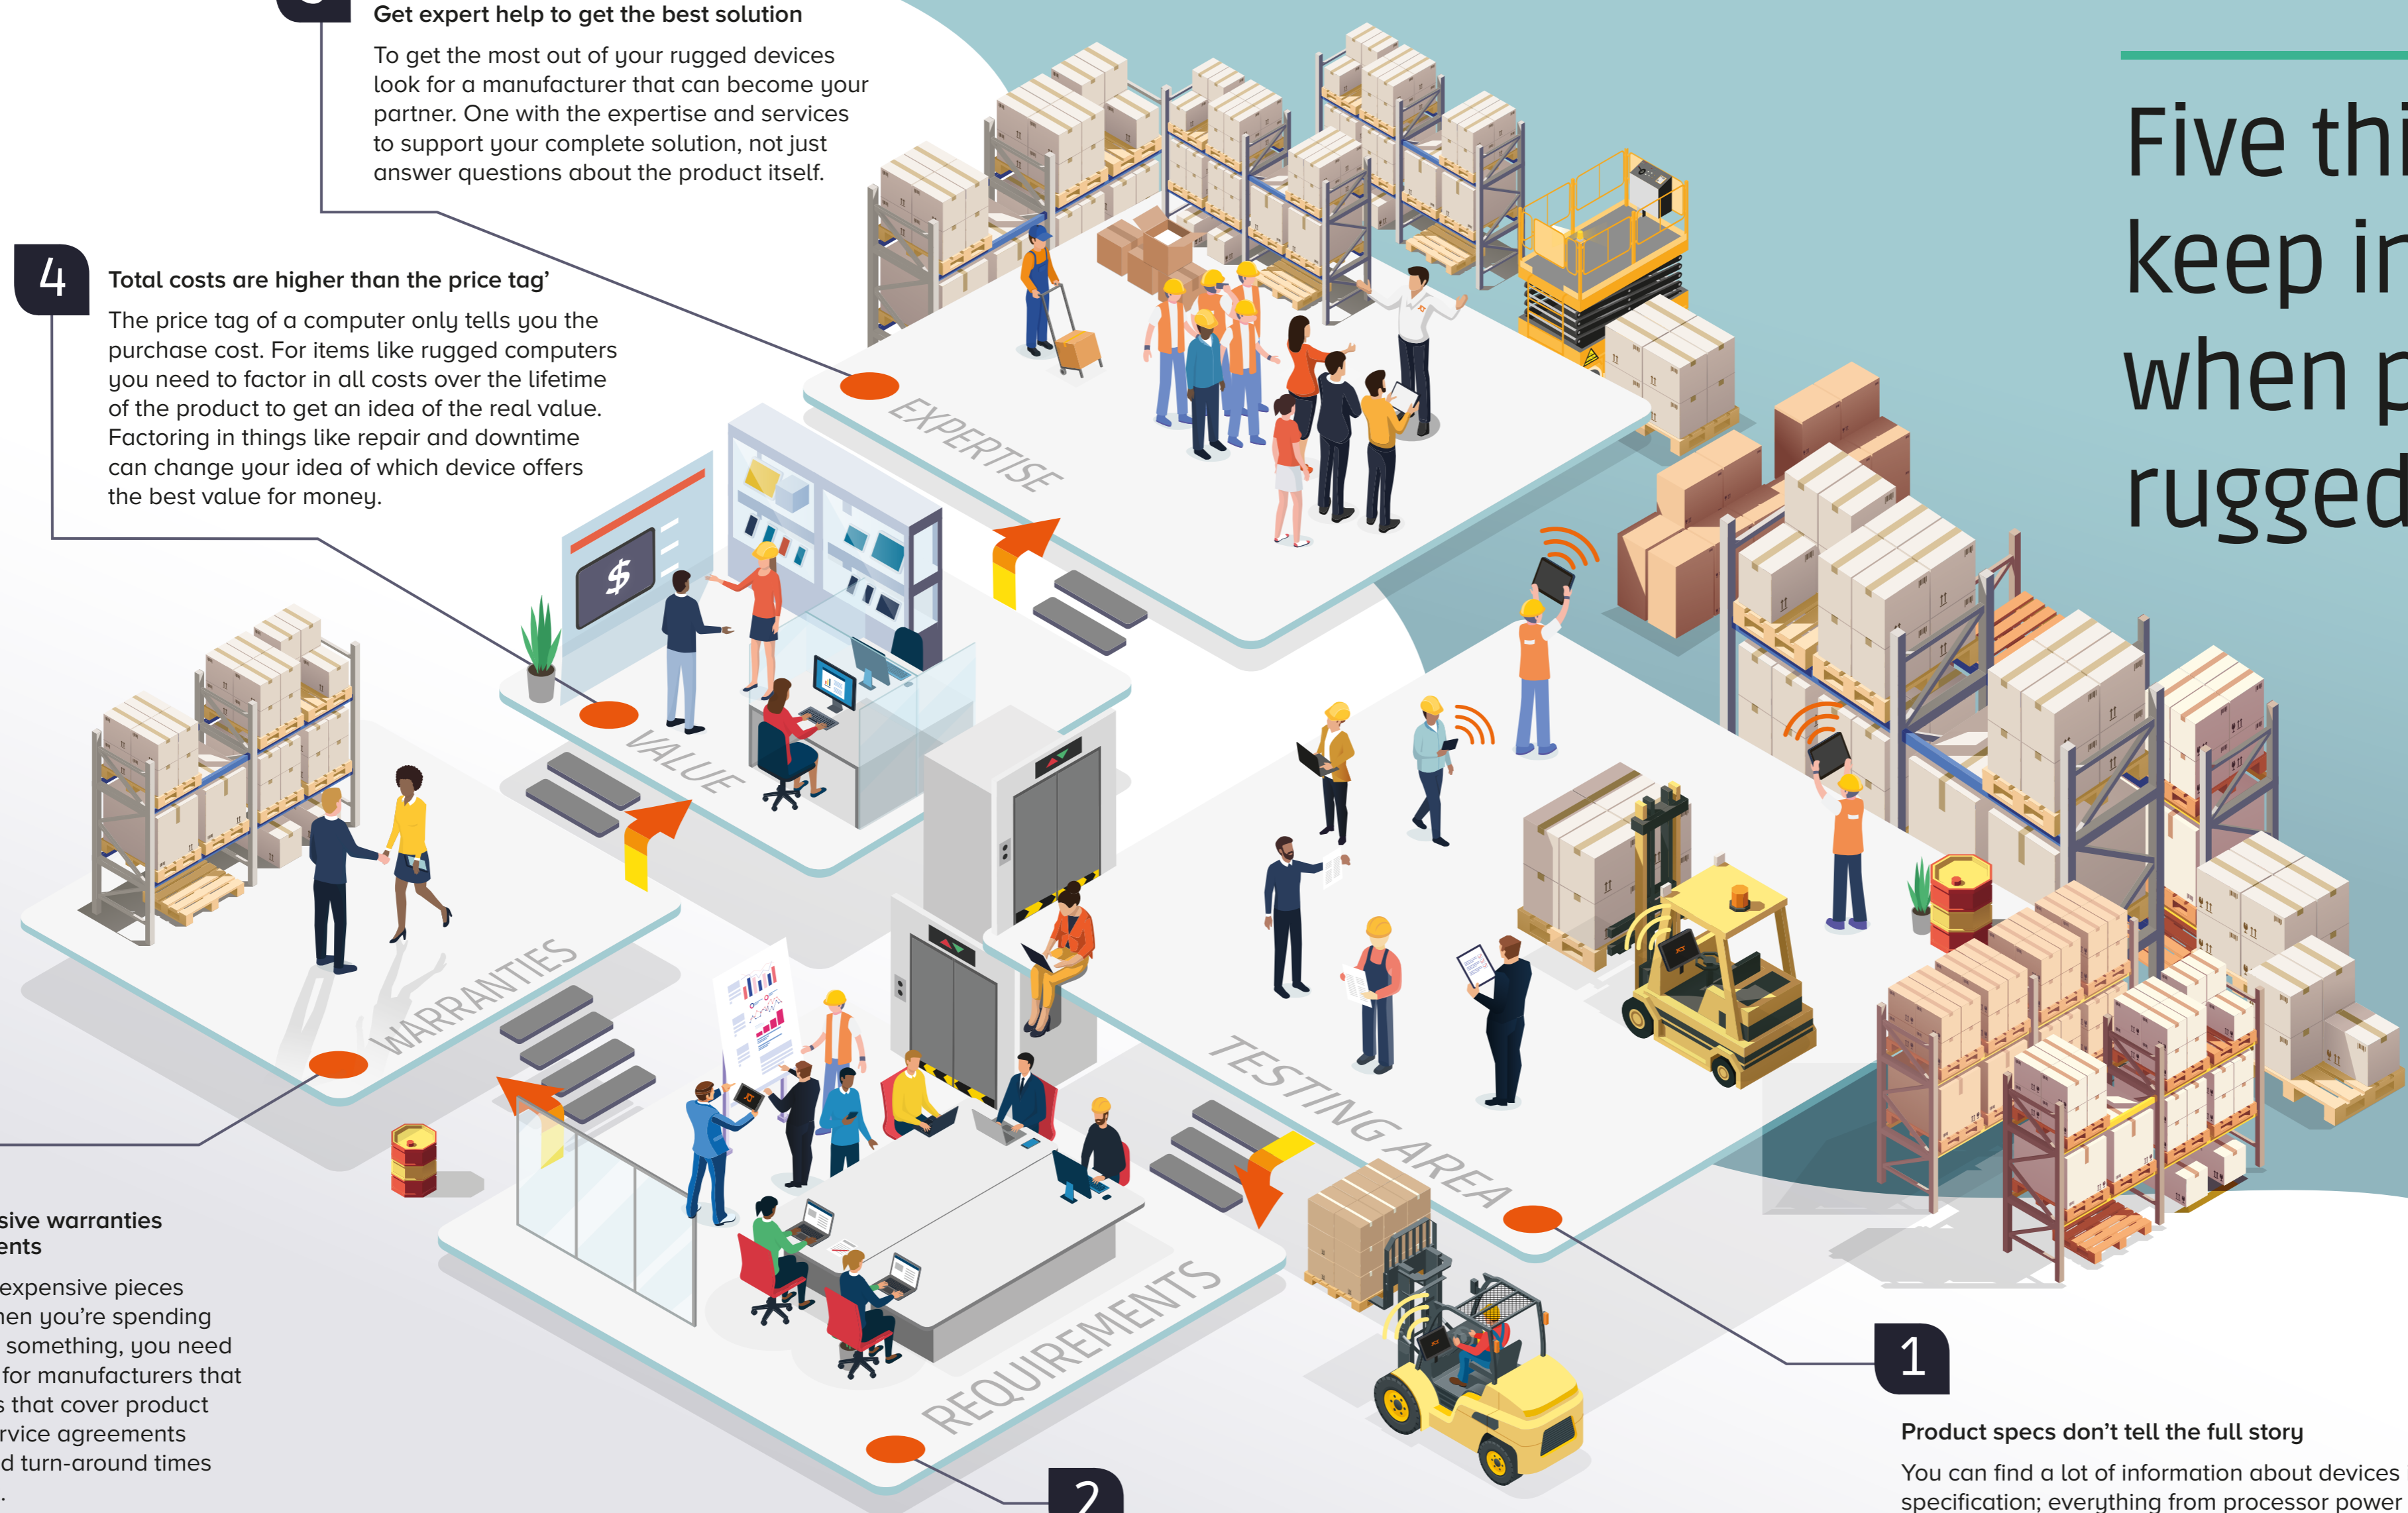 Get expert help to get the best solution
To get the most out of your rugged devices
look for a manufacturer that can become your
partner. One with the expertise and services
to support your complete solution, not just
answer questions about the product itself.
4
Total costs are higher than the price tag’
The price tag of a computer only tells you the
purchase cost. For items like rugged computers
you need to factor in all costs over the lifetime
of the product to get an idea of the real value.
Factoring in things like repair and downtime
can change your idea of which device offers
the best value for money.
Five thi
keep in
when p
rugged
EXPERTISE
$
VALUE
WARRANTIES
TESTING AREA
REQUIREMENTS
sive warranties
ents
expensive pieces
hen you’re spending
something, you need
for manufacturers that
s that cover product
rvice agreements
d turn-around times
.
2
1
Product specs don’t tell the full story
You can find a lot of information about devices
specification; everything from processor power